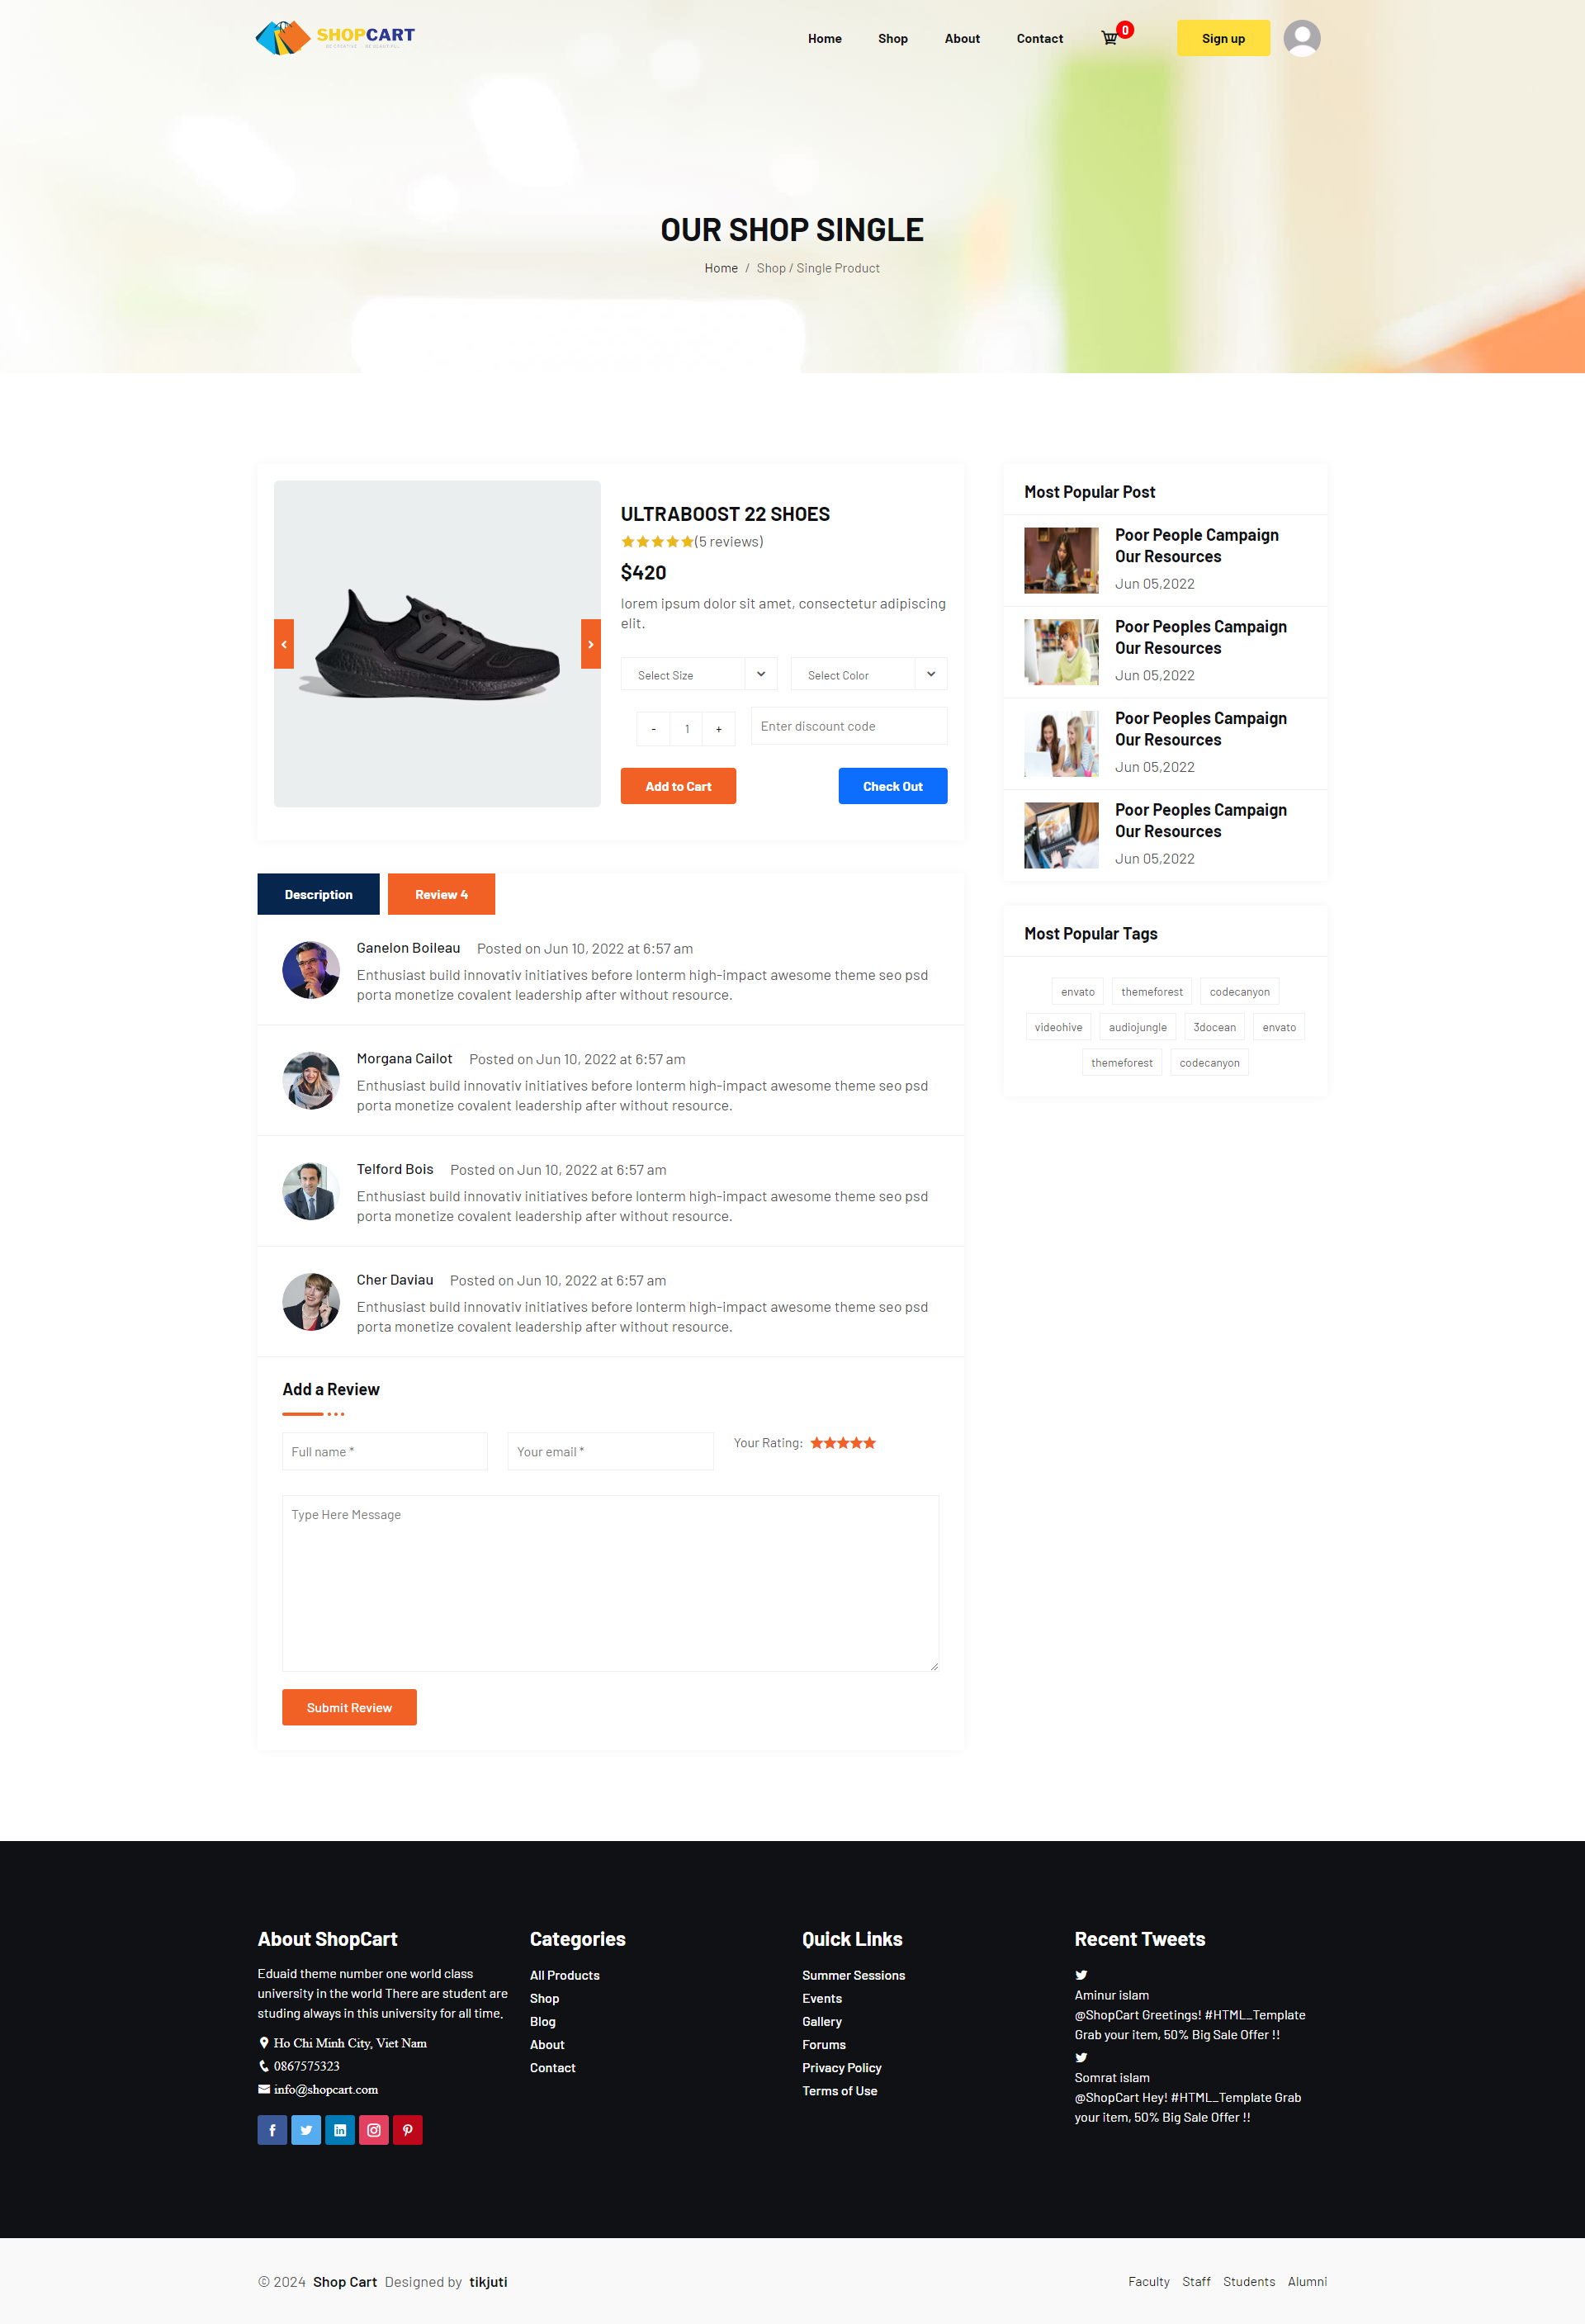 SHOPCART
Home
Shop
About
Contact
0
Sign up
OUR SHOP SINGLE
Home / Shop / Single Product
ULTRABOOST 22 SHOES
(5 reviews)
$420
lorem ipsum dolor sit amet, consectetur adipiscing
elit.
Select Size
Select Color
- 1 +
Enter discount code
Add to Cart
Check Out
Description
Review 4
Ganelon Boileau Posted on Jun 10, 2022 at 6:57 am
Enthusiast build innovativ initiatives before lonterm high-impact awesome theme seo psd
porta monetize covalent leadership after without resource.
Morgana Cailot Posted on Jun 10, 2022 at 6:57 am
Enthusiast build innovativ initiatives before lonterm high-impact awesome theme seo psd
porta monetize covalent leadership after without resource.
Telford Bois Posted on Jun 10, 2022 at 6:57 am
Enthusiast build innovativ initiatives before lonterm high-impact awesome theme seo psd
porta monetize covalent leadership after without resource.
Cher Daviau Posted on Jun 10, 2022 at 6:57 am
Enthusiast build innovativ initiatives before lonterm high-impact awesome theme seo psd
porta monetize covalent leadership after without resource.
Add a Review
Full name *
Your email *
Your Rating:
Type Here Message
Submit Review
Most Popular Post
Poor People Campaign
Our Resources
Jun 05,2022
Poor Peoples Campaign
Our Resources
Jun 05,2022
Poor Peoples Campaign
Our Resources
Jun 05,2022
Poor Peoples Campaign
Our Resources
Jun 05,2022
Most Popular Tags
envato themeforest codecanyon
videohive audiojungle 3docean envato
themeforest codecanyon
About ShopCart
Eduaid theme number one world class
university in the world There are student are
studing always in this university for all time.
Ho Chi Minh City, Viet Nam
0867575323
info@shopcart.com
Categories
All Products
Shop
Blog
About
Contact
Quick Links
Summer Sessions
Events
Gallery
Forums
Privacy Policy
Terms of Use
Recent Tweets
Aminur islam
@ShopCart Greetings! #HTML_Template
Grab your item, 50% Big Sale Offer !!
Somrat islam
@ShopCart Hey! #HTML_Template Grab
your item, 50% Big Sale Offer !!
© 2024 Shop Cart Designed by tikjuti
Faculty Staff Students Alumni